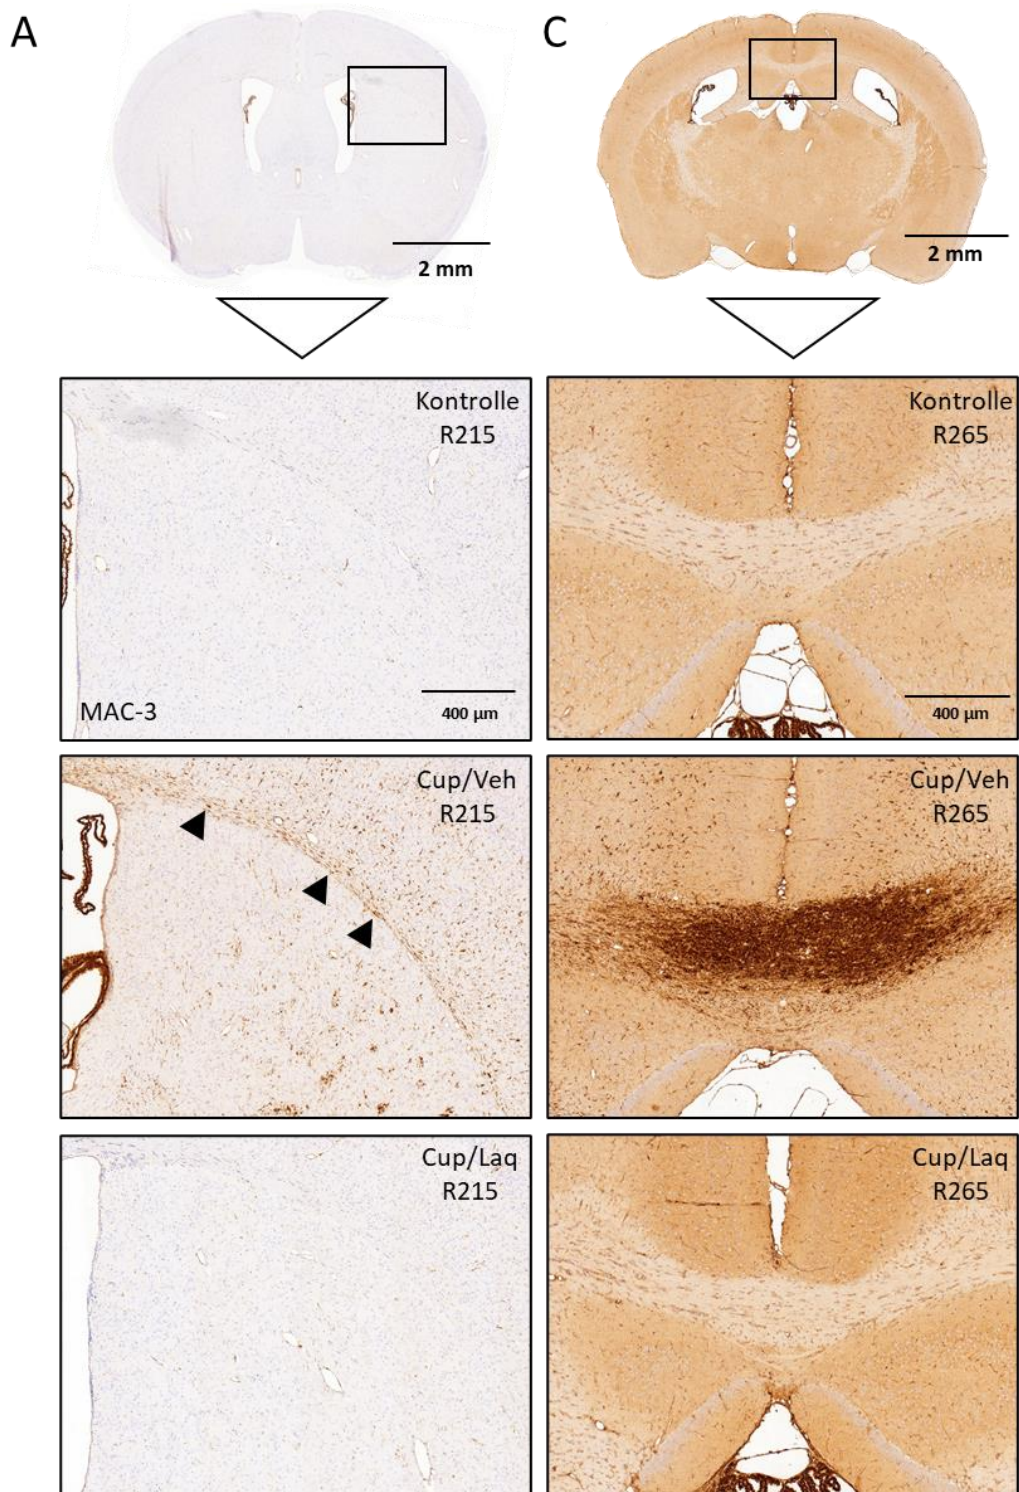 A
2 mm
Kontrolle
R215
MAC-3
400 µm
Cup/Veh
R215
Cup/Laq
R215
C
2 mm
Kontrolle
R265
400 µm
Cup/Veh
R265
Cup/Laq
R265